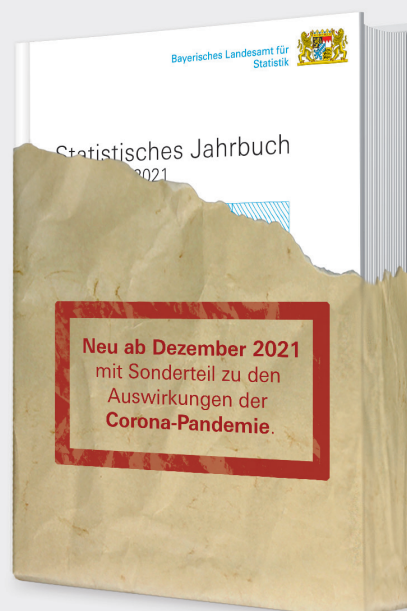 Bayerisches Landesamt für
Statistik
Statistisches Jahrbuch
2021
Neu ab Dezember 2021
mit Sonderteil zu den
Auswirkungen der
Corona-Pandemie.